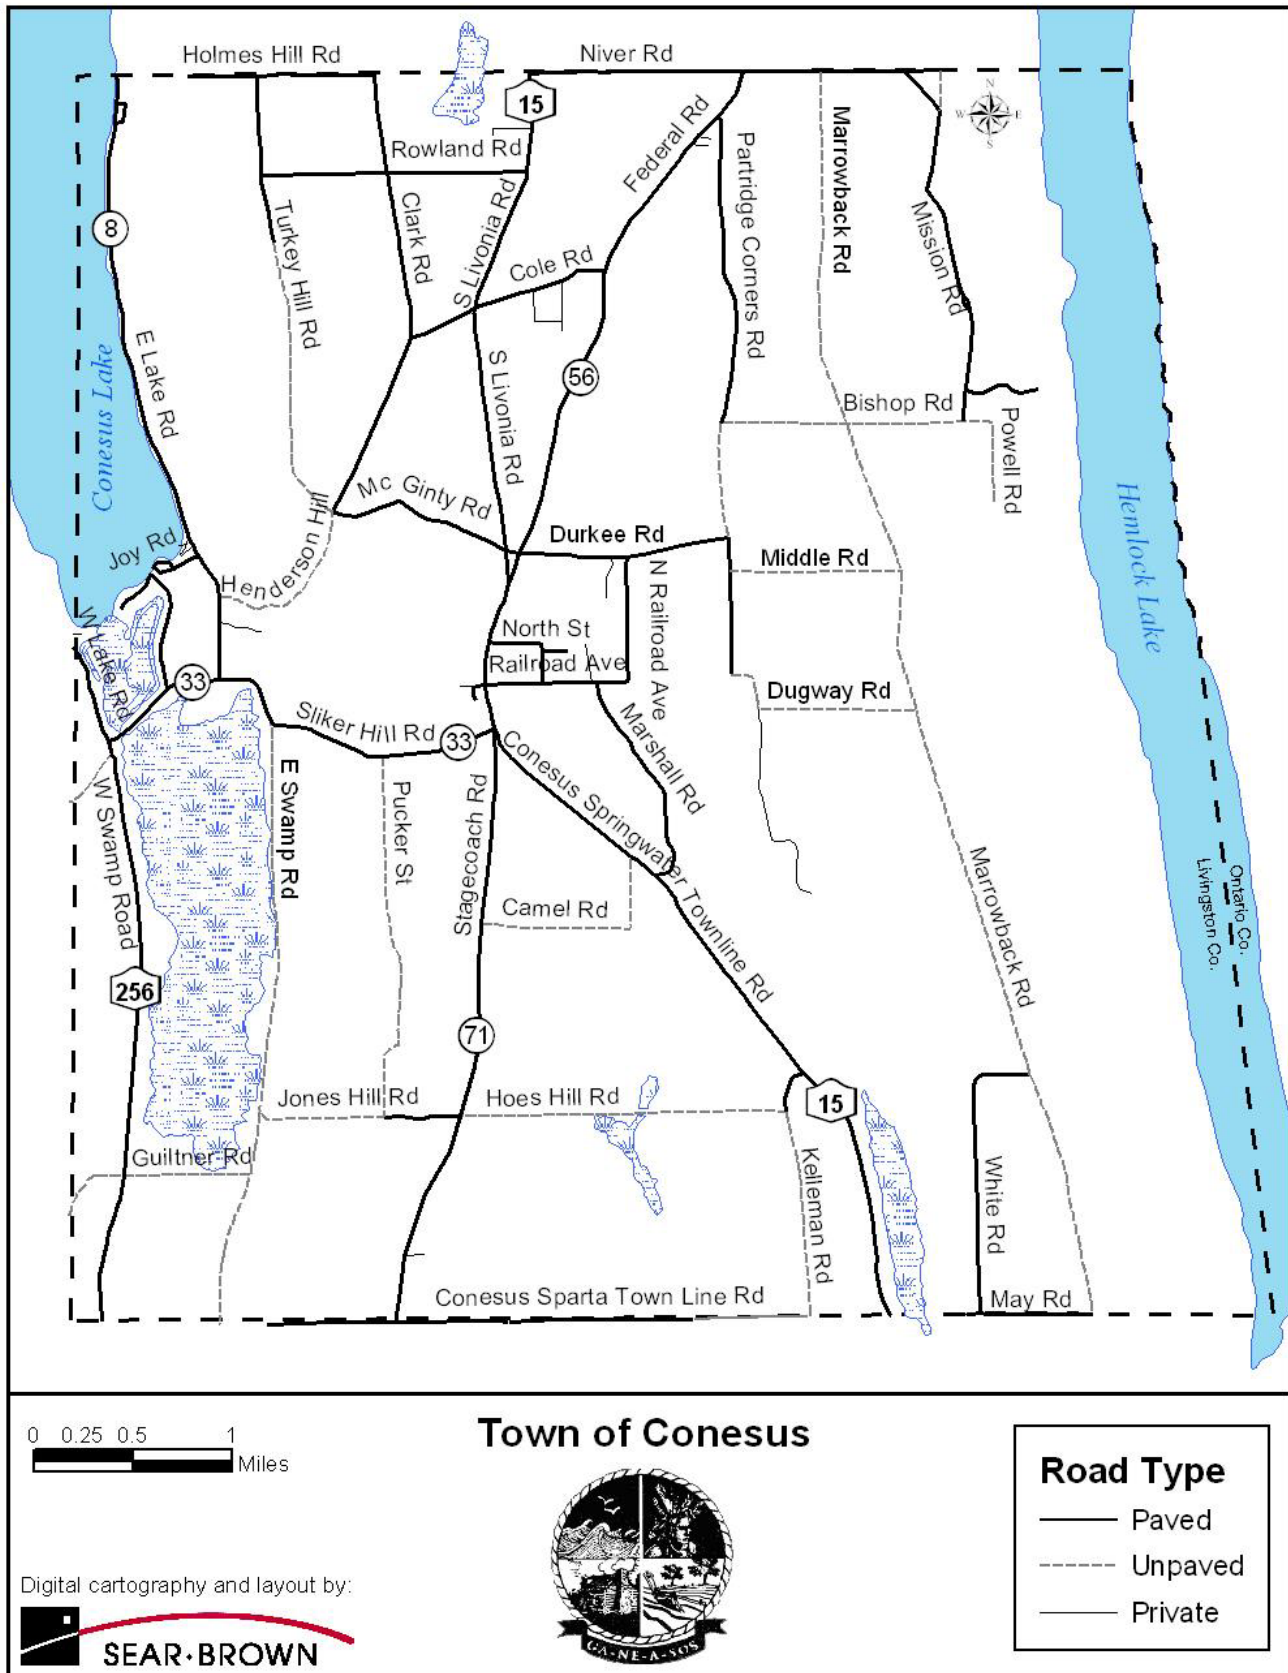 Holmes Hill Rd
Niver Rd
15
N
W E
S
Rowland Rd
Federal Rd
Partridge Corners Rd
Marrowback Rd
Mission Rd
8
Turkey Hill Rd
Clark Rd
S Livonia Rd
Cole Rd
E Lake Rd
Conesus Lake
S Livonia Rd
56
Bishop Rd
Powell Rd
Hemlock Lake
Mc Ginty Rd
Henderson Hill
Joy Rd
Durkee Rd
Middle Rd
N Railroad Ave
North St
Railroad Ave
W Lake Rd
33
Dugway Rd
Sliker Hill Rd
33
Marshall Rd
Conesus Springwater Townline Rd
E Swamp Rd
Pucker St
Stagecoach Rd
W Swamp Road
Camel Rd
Marrowback Rd
Ontario Co.
Livingston Co.
256
71
Jones Hill Rd
Hoes Hill Rd
15
Guiltner Rd
Kelleman Rd
White Rd
Conesus Sparta Town Line Rd
May Rd
0 0.25 0.5 1
Miles
Town of Conesus
GA-NE-A-SOS
Road Type
Paved
Unpaved
Private
Digital cartography and layout by:
SEAR·BROWN